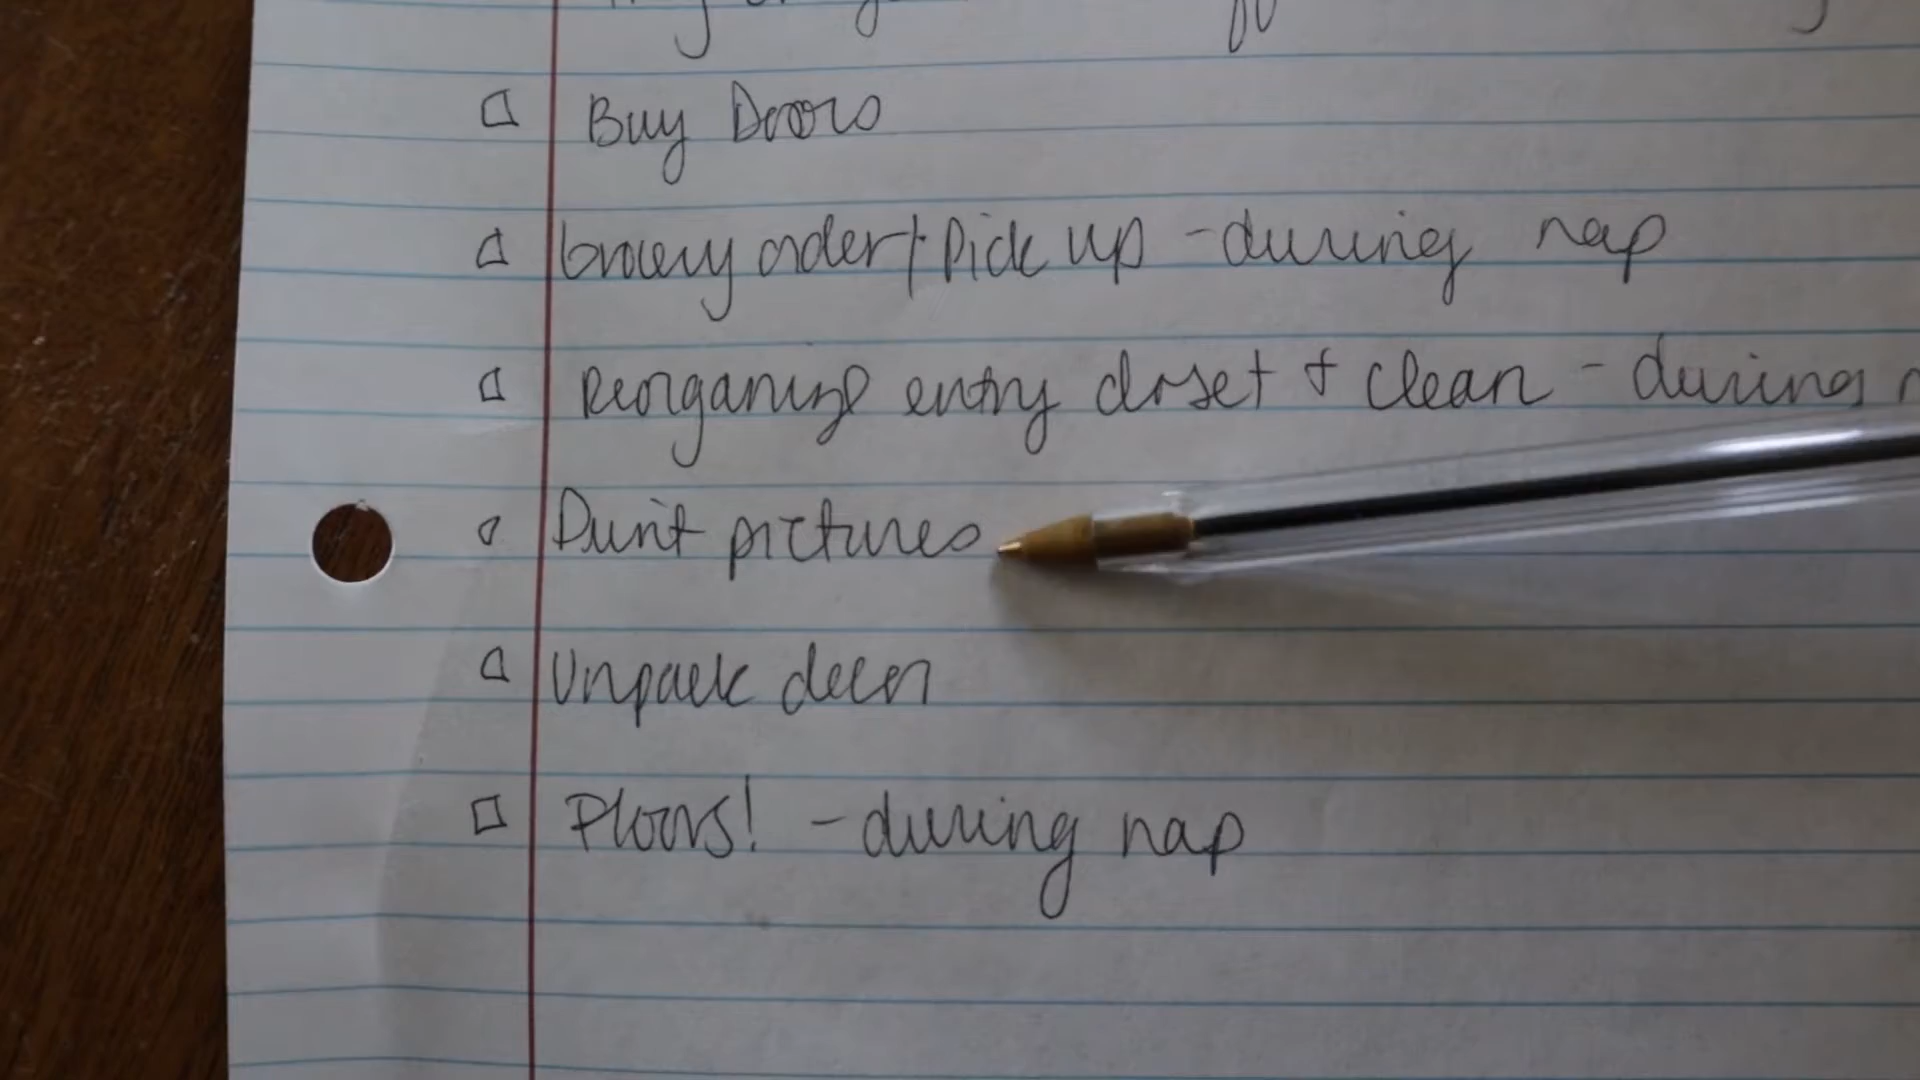 Buy Doors
Grocery order + Pick up - during nap
Reorganize entry closet + clean - during
Print pictures
Unpack decor
Floors! - during nap